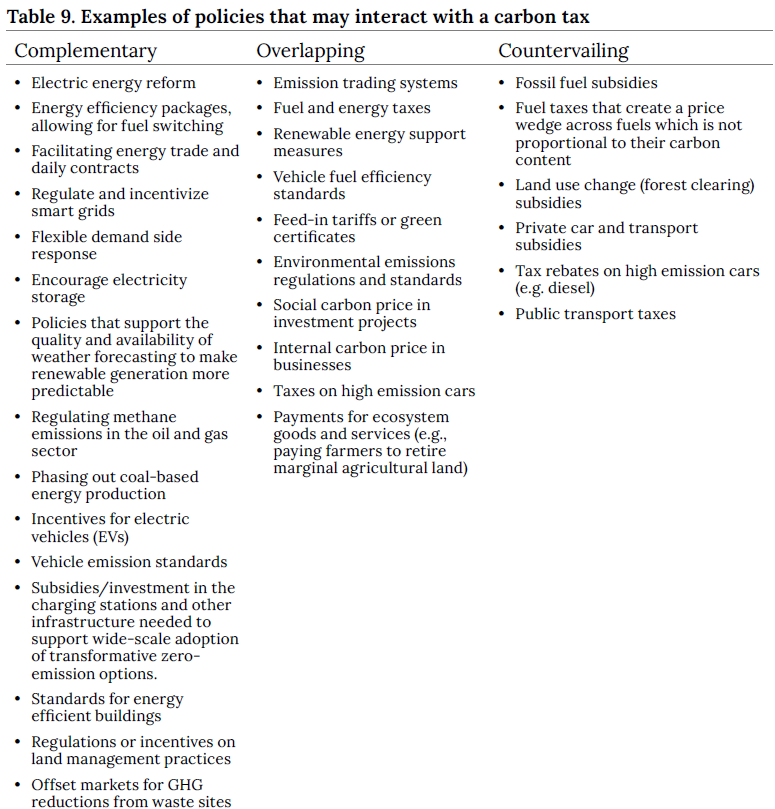 Table 9. Examples of policies that may interact with a carbon tax
Complementary
• Electric energy reform
• Energy efficiency packages,
allowing for fuel switching
• Facilitating energy trade and
daily contracts
• Regulate and incentivize
smart grids
• Flexible demand side
response
• Encourage electricity
storage
• Policies that support the
quality and availability of
weather forecasting to make
renewable generation more
predictable
• Regulating methane
emissions in the oil and gas
sector
• Phasing out coal-based
energy production
• Incentives for electric
vehicles (EVs)
• Vehicle emission standards
• Subsidies/investment in the
charging stations and other
infrastructure needed to
support wide-scale adoption
of transformative zero-
emission options.
• Standards for energy
efficient buildings
• Regulations or incentives on
land management practices
• Offset markets for GHG
reductions from waste sites
Overlapping
• Emission trading systems
• Fuel and energy taxes
• Renewable energy support
measures
• Vehicle fuel efficiency
standards
• Feed-in tariffs or green
certificates
• Environmental emissions
regulations and standards
• Social carbon price in
investment projects
• Internal carbon price in
businesses
• Taxes on high emission cars
• Payments for ecosystem
goods and services (e.g.,
paying farmers to retire
marginal agricultural land)
Countervailing
• Fossil fuel subsidies
• Fuel taxes that create a price
wedge across fuels which is not
proportional to their carbon
content
• Land use change (forest clearing)
subsidies
• Private car and transport
subsidies
• Tax rebates on high emission cars
(e.g. diesel)
• Public transport taxes